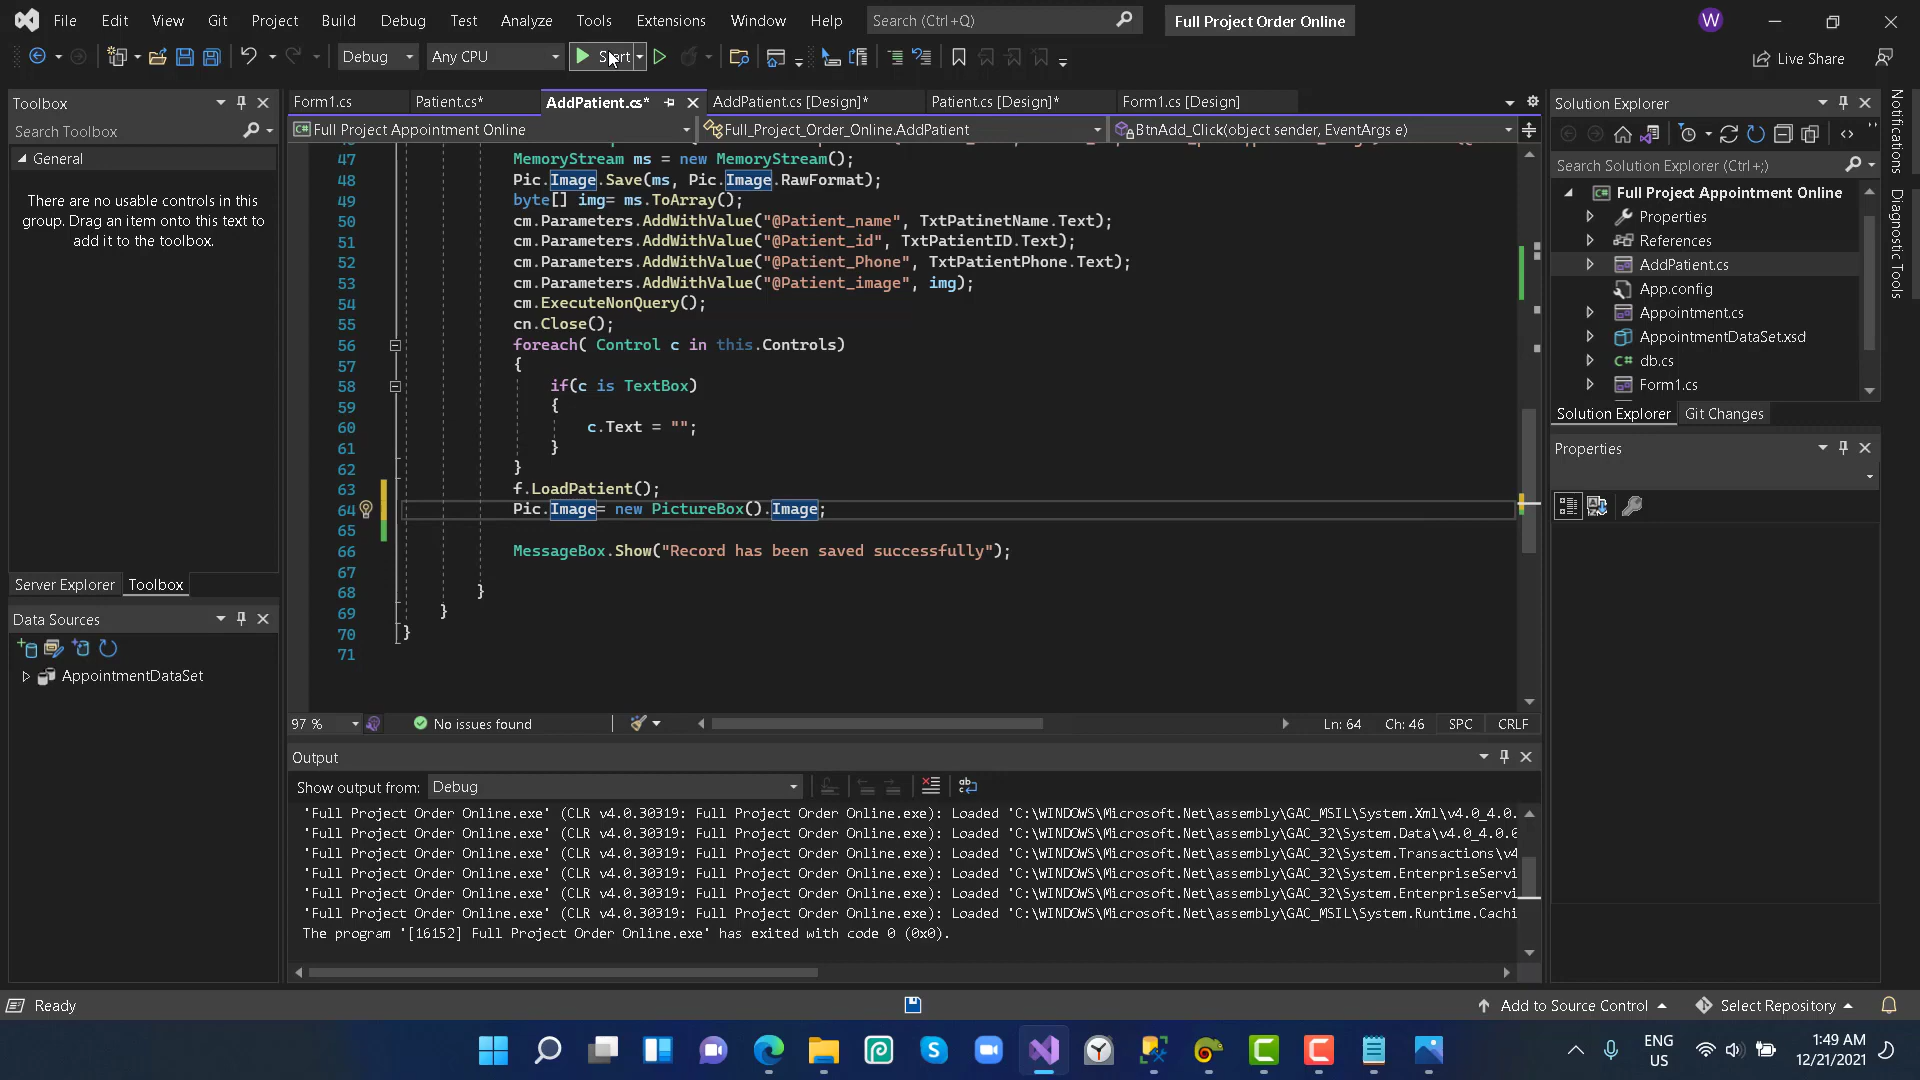 File Edit View Git Project Build Debug Test Analyze Tools Extensions Window Help Search (Ctrl+Q) Full Project Order Online W
Debug Any CPU Start Live Share
Toolbox
Search Toolbox
General
There are no usable controls in this
group. Drag an item onto this text to
add it to the toolbox.
Server Explorer Toolbox
Data Sources
AppointmentDataSet
Form1.cs Patient.cs* AddPatient.cs* AddPatient.cs [Design]* Patient.cs [Design]* Form1.cs [Design]
Full Project Appointment Online Full_Project_Order_Online.AddPatient BtnAdd_Click(object sender, EventArgs e)
47 MemoryStream ms = new MemoryStream();
48 Pic.Image.Save(ms, Pic.Image.RawFormat);
49 byte[] img= ms.ToArray();
50 cm.Parameters.AddWithValue("@Patient_name", TxtPatinetName.Text);
51 cm.Parameters.AddWithValue("@Patient_id", TxtPatientID.Text);
52 cm.Parameters.AddWithValue("@Patient_Phone", TxtPatientPhone.Text);
53 cm.Parameters.AddWithValue("@Patient_image", img);
54 cm.ExecuteNonQuery();
55 cn.Close();
56 foreach( Control c in this.Controls)
57 {
58 if(c is TextBox)
59 {
60 c.Text = "";
61 }
62 }
63 f.LoadPatient();
64 Pic.Image= new PictureBox().Image;
65
66 MessageBox.Show("Record has been saved successfully");
67
68 }
69 }
70 }
71
97 % No issues found Ln: 64 Ch: 46 SPC CRLF
Output
Show output from: Debug
'Full Project Order Online.exe' (CLR v4.0.30319: Full Project Order Online.exe): Loaded 'C:\WINDOWS\Microsoft.Net\assembly\GAC_MSIL\System.Xml\v4.0_4.0.0.
'Full Project Order Online.exe' (CLR v4.0.30319: Full Project Order Online.exe): Loaded 'C:\WINDOWS\Microsoft.Net\assembly\GAC_32\System.Data\v4.0_4.0.0
'Full Project Order Online.exe' (CLR v4.0.30319: Full Project Order Online.exe): Loaded 'C:\WINDOWS\Microsoft.Net\assembly\GAC_32\System.Transactions\v4
'Full Project Order Online.exe' (CLR v4.0.30319: Full Project Order Online.exe): Loaded 'C:\WINDOWS\Microsoft.Net\assembly\GAC_32\System.EnterpriseServi
'Full Project Order Online.exe' (CLR v4.0.30319: Full Project Order Online.exe): Loaded 'C:\WINDOWS\Microsoft.Net\assembly\GAC_32\System.EnterpriseServi
'Full Project Order Online.exe' (CLR v4.0.30319: Full Project Order Online.exe): Loaded 'C:\WINDOWS\Microsoft.Net\assembly\GAC_MSIL\System.Runtime.Cachi
The program '[16152] Full Project Order Online.exe' has exited with code 0 (0x0).
Solution Explorer
Search Solution Explorer (Ctrl+;)
Full Project Appointment Online
Properties
References
AddPatient.cs
App.config
Appointment.cs
AppointmentDataSet.xsd
db.cs
Form1.cs
Solution Explorer Git Changes
Properties
Notifications
Diagnostic Tools
Ready Add to Source Control Select Repository
ENG
US
1:49 AM
12/21/2021